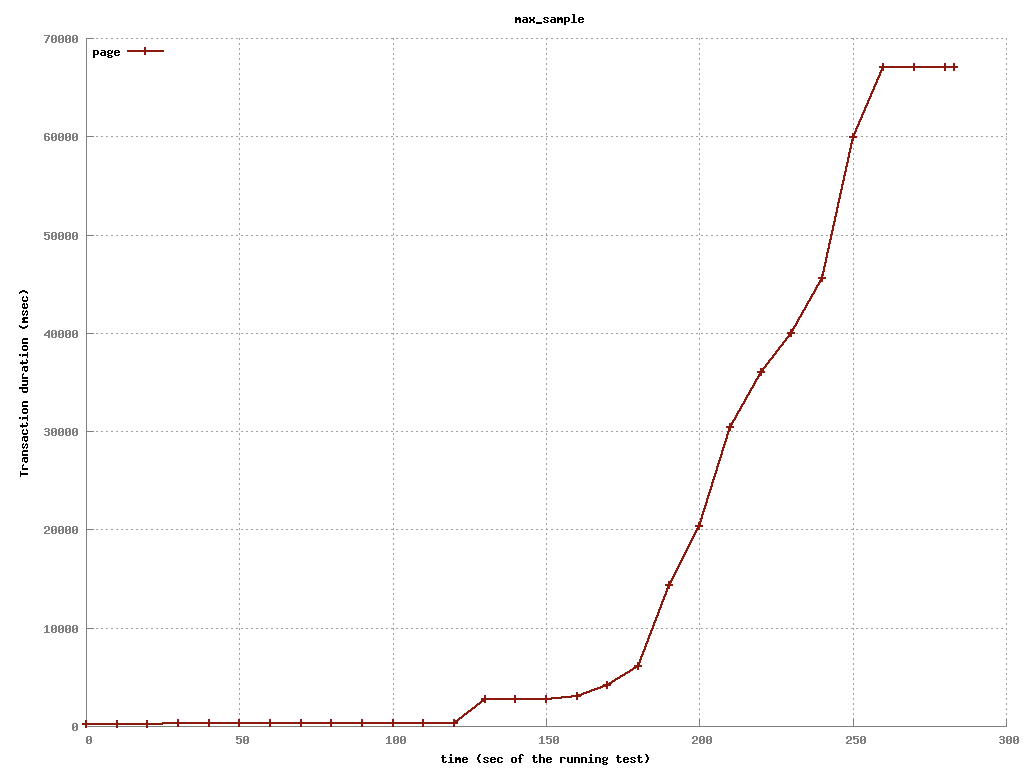 max_sample
page
70000
60000
50000
40000
30000
20000
10000
0
Transaction duration (msec)
0 50 100 150 200 250 300
time (sec of the running test)